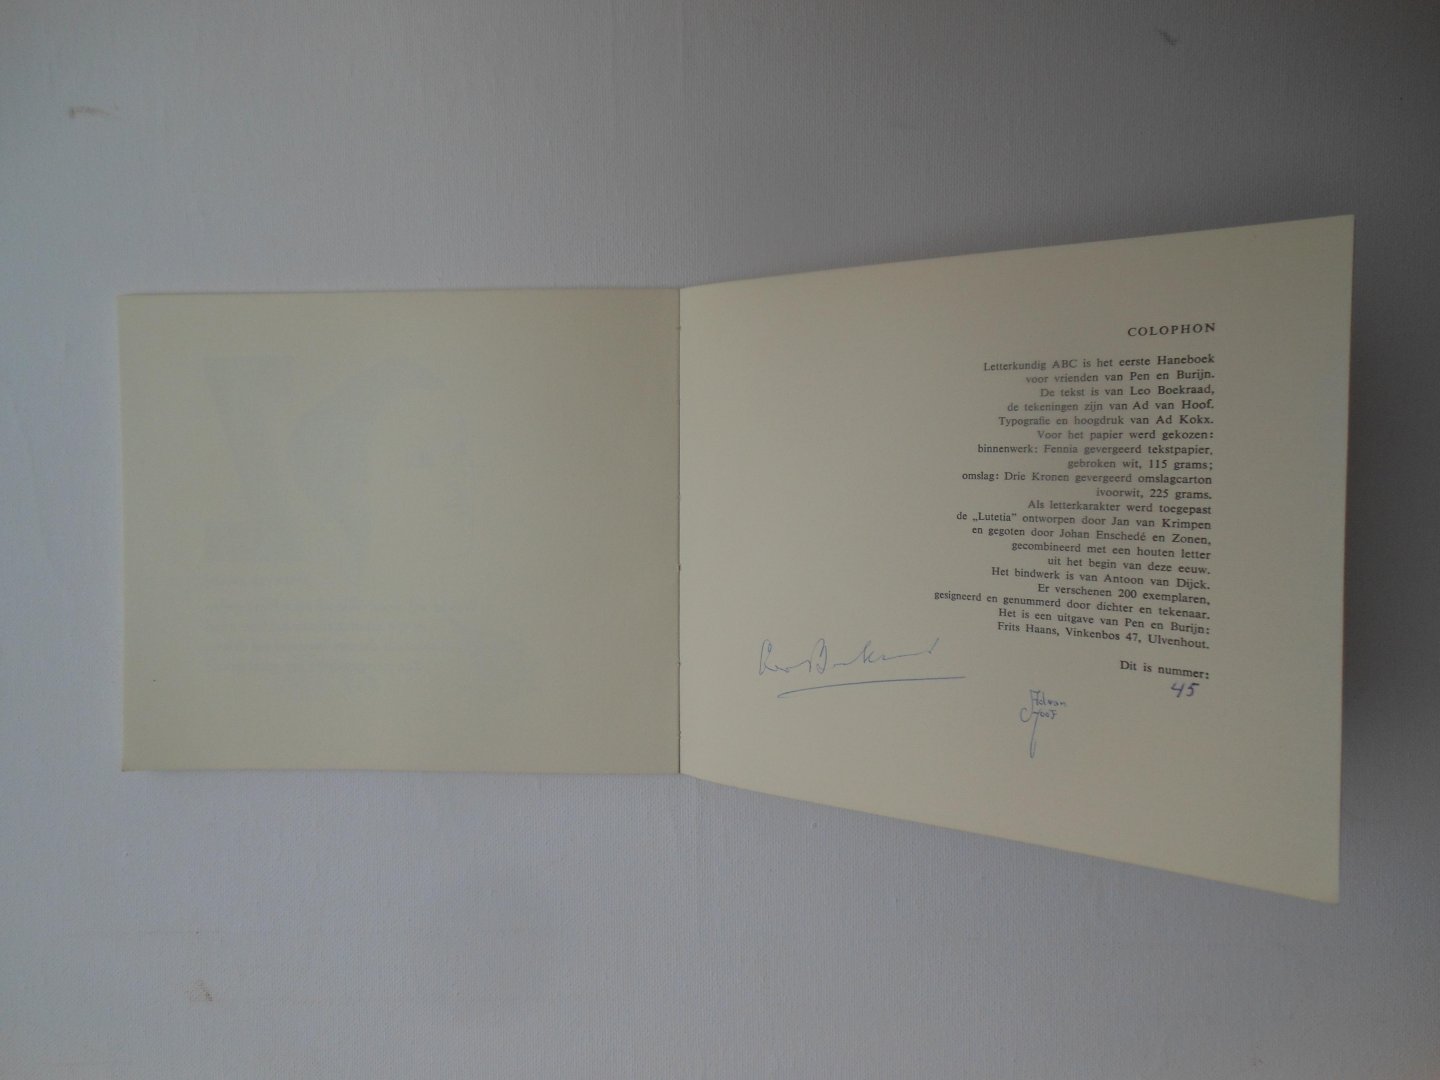 COLOPHON
Letterkundig ABC is het eerste Haneboek
voor vrienden van Pen en Burijn.
De tekst is van Leo Boekraad,
de tekeningen zijn van Ad van Hoof.
Typografie en hoogdruk van Ad Kokx.
Voor het papier werd gekozen:
binnenwerk: Fennia gevergeerd tekstpapier,
gebroken wit, 115 grams;
omslag: Drie Kronen gevergeerd omslagcarton
ivoorwit, 225 grams.
Als letterkarakter werd toegepast
de „Lutetia” ontworpen door Jan van Krimpen
en gegoten door Johan Enschedé en Zonen,
gecombineerd met een houten letter
uit het begin van deze eeuw.
Het bindwerk is van Antoon van Dijck.
Er verschenen 200 exemplaren,
gesigneerd en genummerd door dichter en tekenaar.
Het is een uitgave van Pen en Burijn:
Frits Haans, Vinkenbos 47, Ulvenhout.
Dit is nummer:
45
Leo Boekraad
Ad van
Hoof